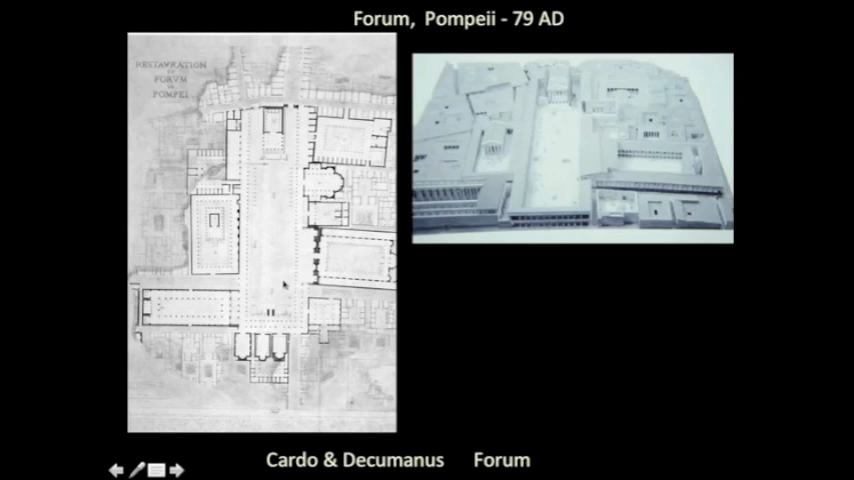 Forum, Pompeii - 79 AD
RESTAVRATION
FORVM
POMPEI
Cardo & Decumanus Forum